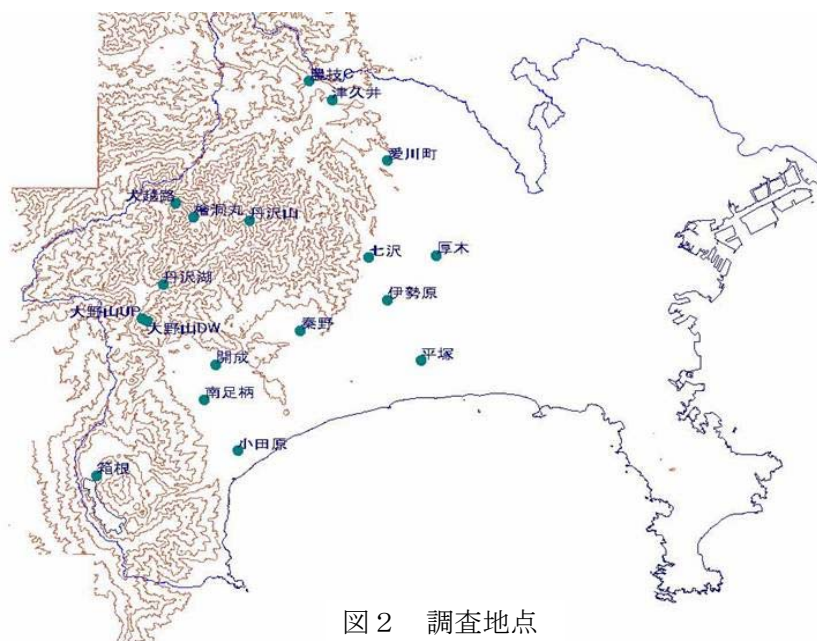 農技C
津久井
愛川町
犬越路
檜洞丸
丹沢山
七沢
厚木
丹沢湖
伊勢原
大野山UP
大野山DW
秦野
開成
平塚
南足柄
小田原
箱根
図2 調査地点